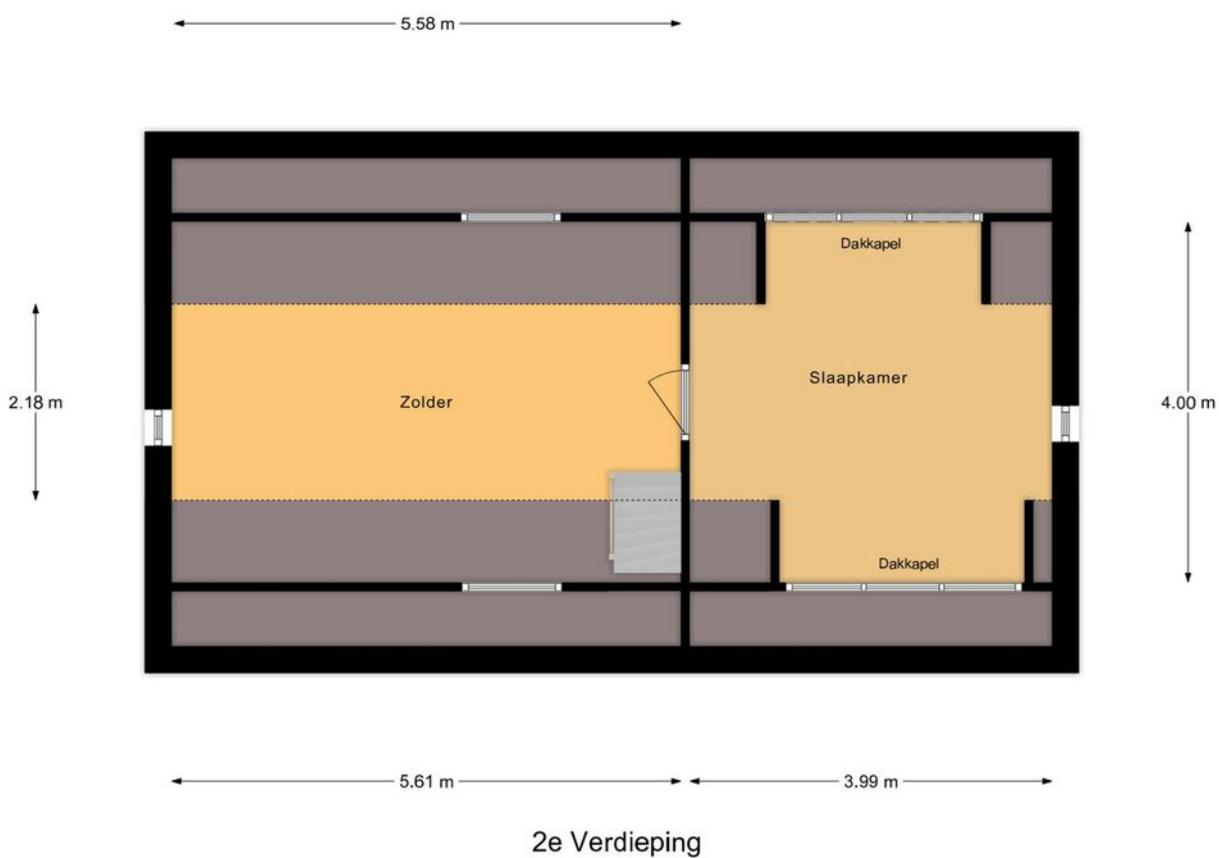 5.58 m
Dakkapel
Slaapkamer
2.18 m
Zolder
4.00 m
Dakkapel
5.61 m
3.99 m
2e Verdieping